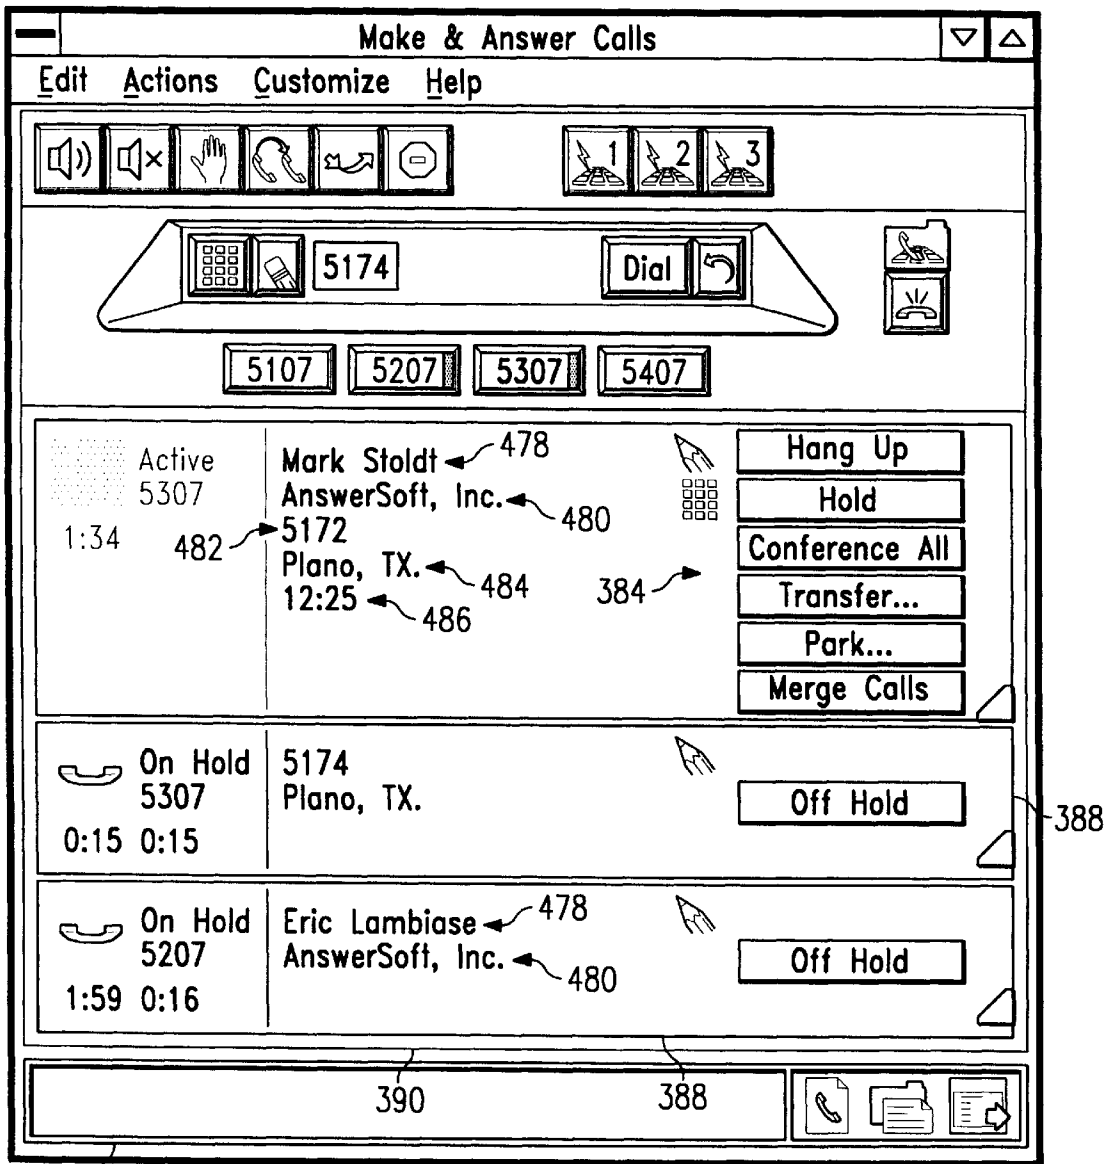 Make & Answer Calls
Edit Actions Customize Help
1 2 3
5174 Dial
5107 5207 5307 5407
Active
5307
1:34
Mark Stoldt 478
AnswerSoft, Inc. 480
482 5172
Plano, TX. 484
12:25 486
384
Hang Up
Hold
Conference All
Transfer...
Park...
Merge Calls
On Hold
5307
0:15 0:15
5174
Plano, TX.
Off Hold
388
On Hold
5207
1:59 0:16
Eric Lambiase 478
AnswerSoft, Inc. 480
Off Hold
390 388